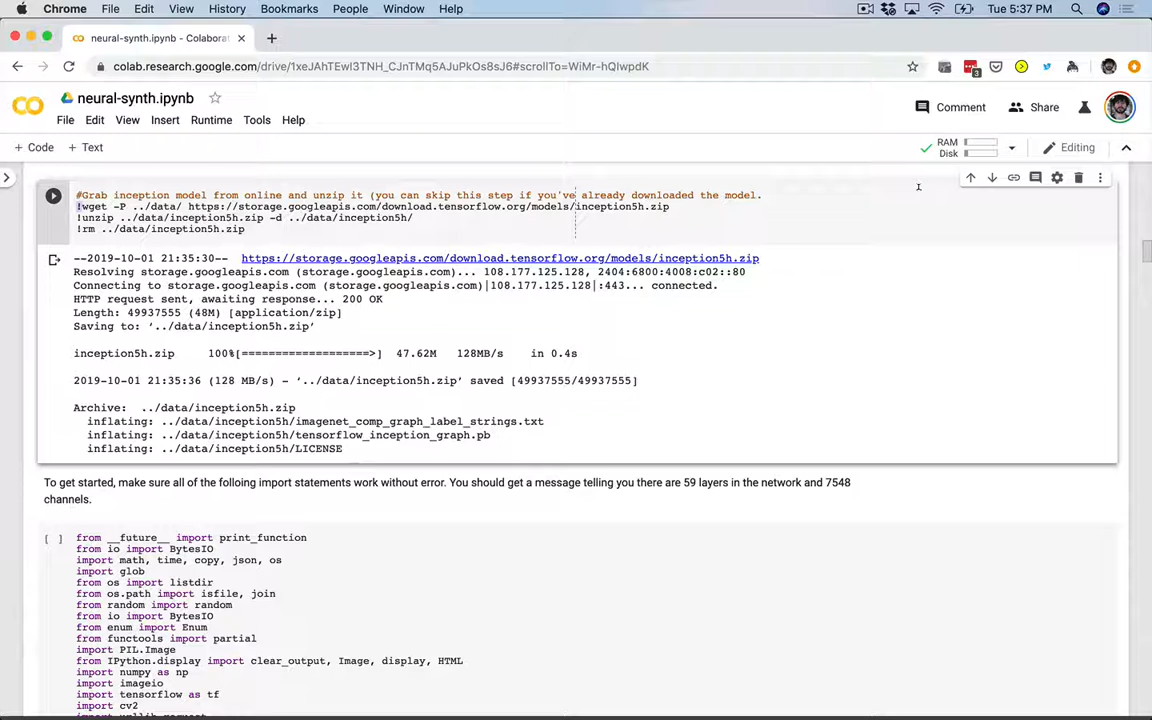 Chrome File Edit View History Bookmarks People Window Help Tue 5:37 PM
neural-synth.ipynb - Colaborat
colab.research.google.com/drive/1xeJAhTEwI3TNH_CJnTMq5AJuPkOs8sJ6#scrollTo=WiMr-hQIwpdK
3
neural-synth.ipynb
Comment Share
File Edit View Insert Runtime Tools Help
+ Code + Text
RAM
Disk
Editing
#Grab inception model from online and unzip it (you can skip this step if you've already downloaded the model.
!wget -P ../data/ https://storage.googleapis.com/download.tensorflow.org/models/inception5h.zip
!unzip ../data/inception5h.zip -d ../data/inception5h/
!rm ../data/inception5h.zip
--2019-10-01 21:35:30-- https://storage.googleapis.com/download.tensorflow.org/models/inception5h.zip
Resolving storage.googleapis.com (storage.googleapis.com)... 108.177.125.128, 2404:6800:4008:c02::80
Connecting to storage.googleapis.com (storage.googleapis.com)|108.177.125.128|:443... connected.
HTTP request sent, awaiting response... 200 OK
Length: 49937555 (48M) [application/zip]
Saving to: ‘../data/inception5h.zip’
inception5h.zip 100%[===================>] 47.62M 128MB/s in 0.4s
2019-10-01 21:35:36 (128 MB/s) - ‘../data/inception5h.zip’ saved [49937555/49937555]
Archive: ../data/inception5h.zip
inflating: ../data/inception5h/imagenet_comp_graph_label_strings.txt
inflating: ../data/inception5h/tensorflow_inception_graph.pb
inflating: ../data/inception5h/LICENSE
To get started, make sure all of the folloing import statements work without error. You should get a message telling you there are 59 layers in the network and 7548
channels.
[ ] from __future__ import print_function
from io import BytesIO
import math, time, copy, json, os
import glob
from os import listdir
from os.path import isfile, join
from random import random
from io import BytesIO
from enum import Enum
from functools import partial
import PIL.Image
from IPython.display import clear_output, Image, display, HTML
import numpy as np
import imageio
import tensorflow as tf
import cv2